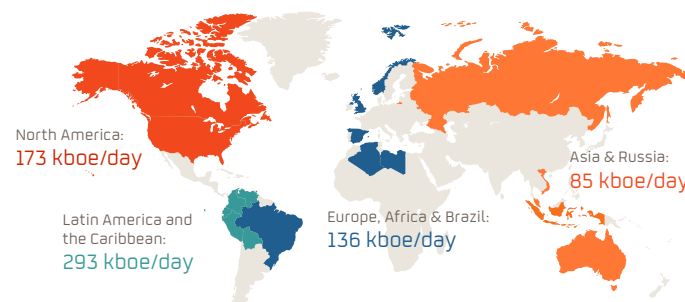 North America:
173 kboe/day
Latin America and
the Caribbean:
293 kboe/day
Europe, Africa & Brazil:
136 kboe/day
Asia & Russia:
85 kboe/day